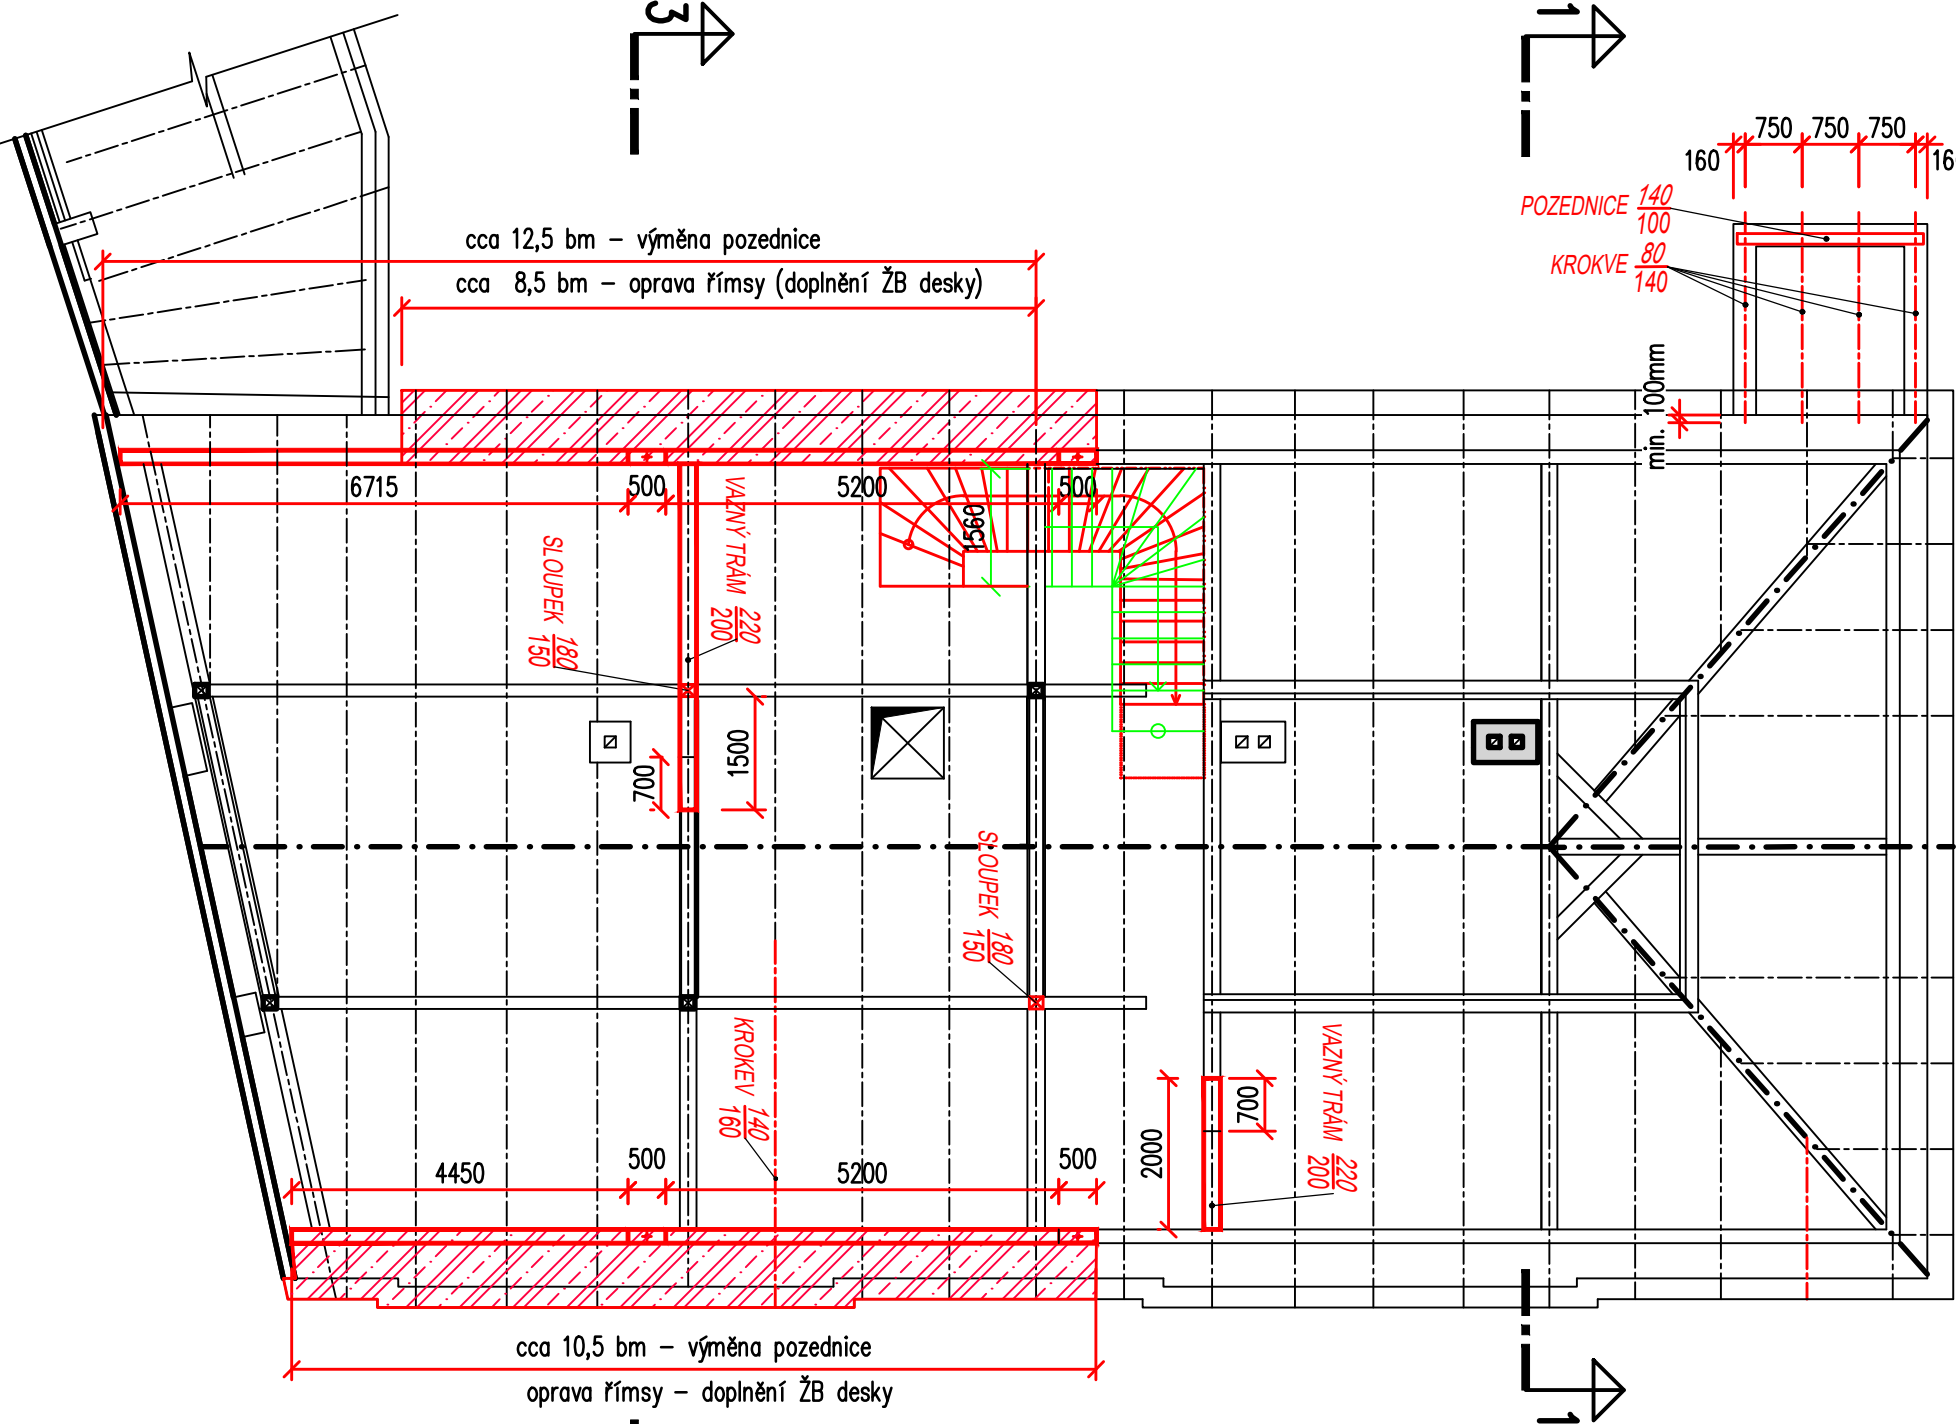 3
1
750 750 750
160
16
POZEDNICE 140
100
KROKVE 80
140
cca 12,5 bm – výměna pozednice
cca 8,5 bm – oprava římsy (doplnění ŽB desky)
min. 100mm
6715
500
5200
500
1560
VAZNÝ TRÁM 220
200
SLOUPEK 180
150
1500
700
SLOUPEK 180
150
KROKEV 140
160
VAZNÝ TRÁM 220
200
700
2000
4450
500
5200
500
cca 10,5 bm – výměna pozednice
oprava římsy – doplnění ŽB desky
1